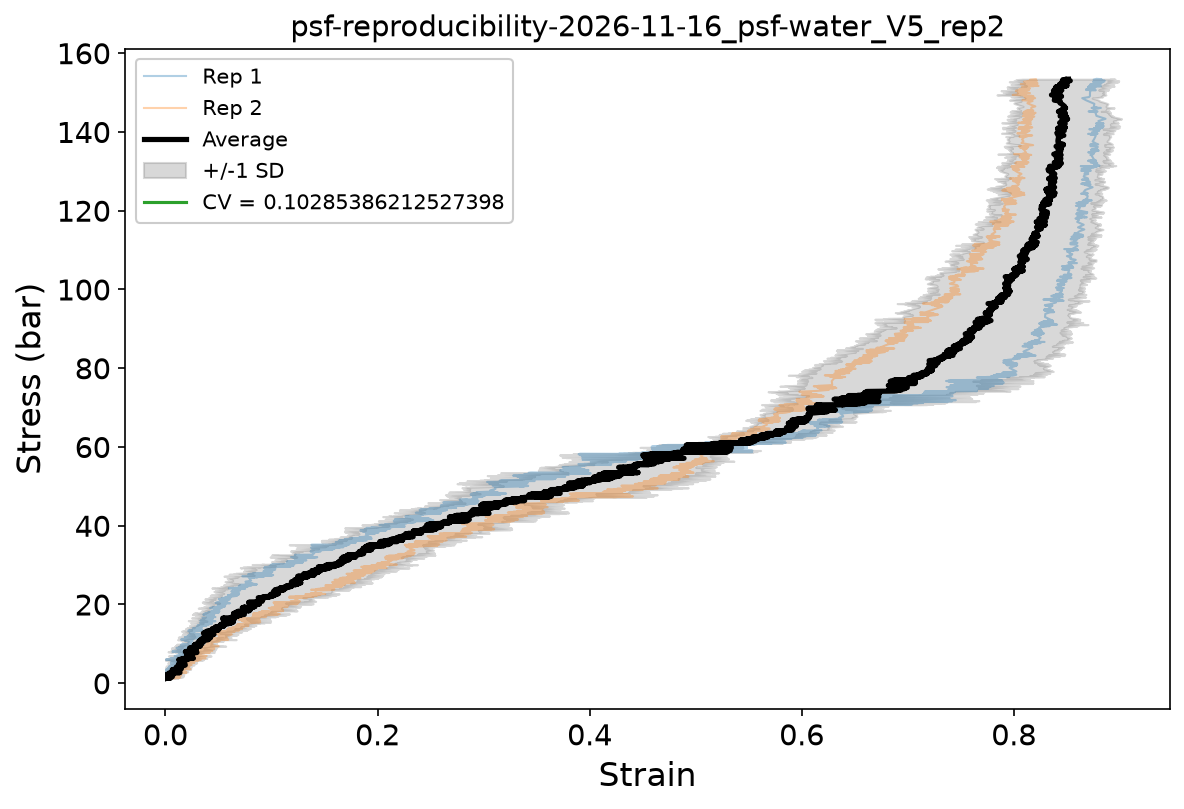 psf-reproducibility-2026-11-16_psf-water_V5_rep2
160
140
120
100
80
60
40
20
0
Stress (bar)
Rep 1
Rep 2
Average
+/-1 SD
CV = 0.10285386212527398
0.0 0.2 0.4 0.6 0.8
Strain